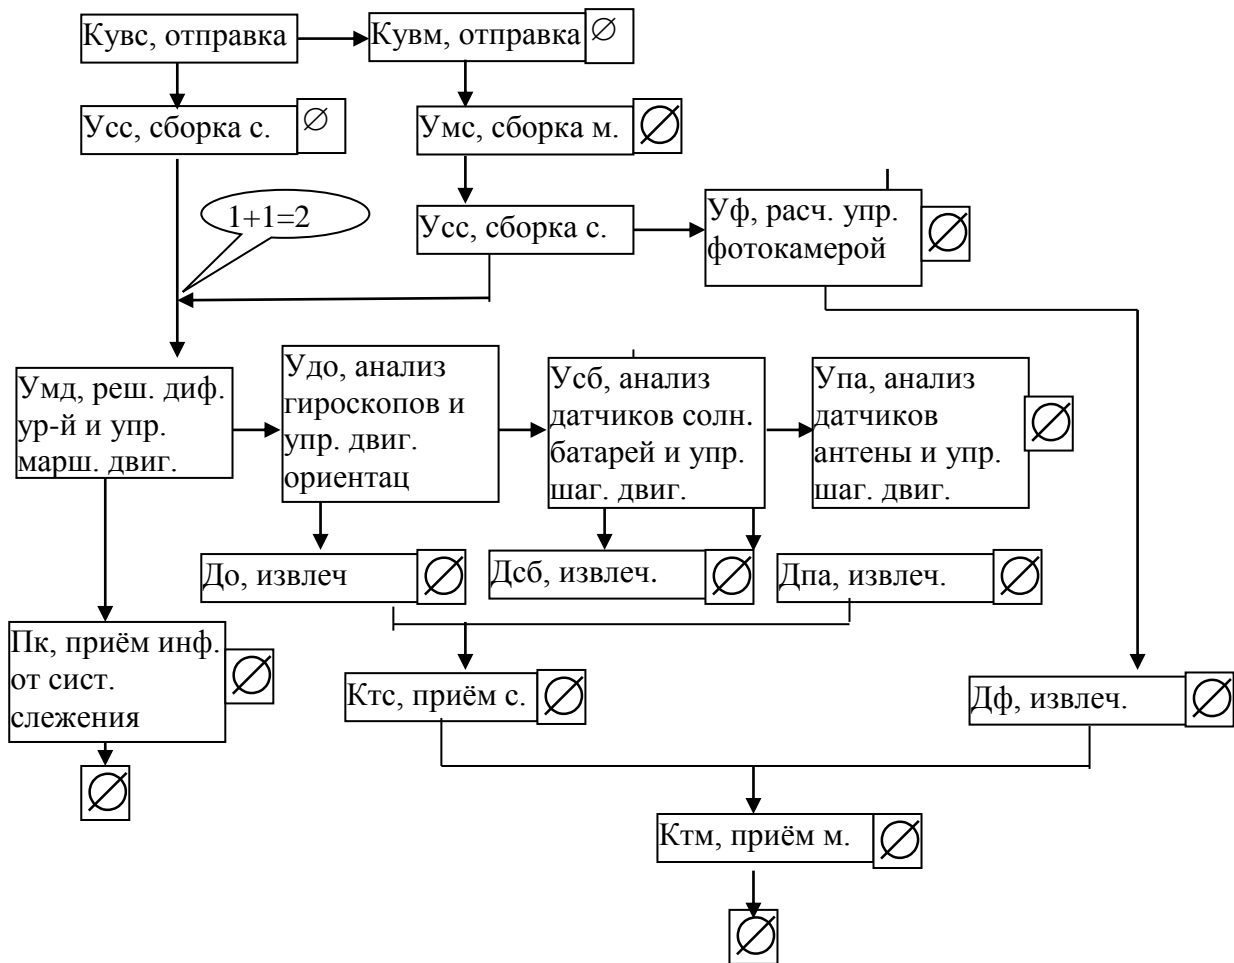 Кувс, отправка
Кувм, отправка
∅
Усс, сборка с.
∅
Умс, сборка м.
∅
1+1=2
Усс, сборка с.
Уф, расч. упр.
фотокамерой
∅
Умд, реш. диф.
ур-й и упр.
марш. двиг.
Удо, анализ
гироскопов и
упр. двиг.
ориентац
Усб, анализ
датчиков солн.
батарей и упр.
шаг. двиг.
Упа, анализ
датчиков
антены и упр.
шаг. двиг.
∅
До, извлеч
∅
Дсб, извлеч.
∅
Дпа, извлеч.
∅
Пк, приём инф.
от сист.
слежения
∅
Ктс, приём с.
∅
Дф, извлеч.
∅
∅
Ктм, приём м.
∅
∅